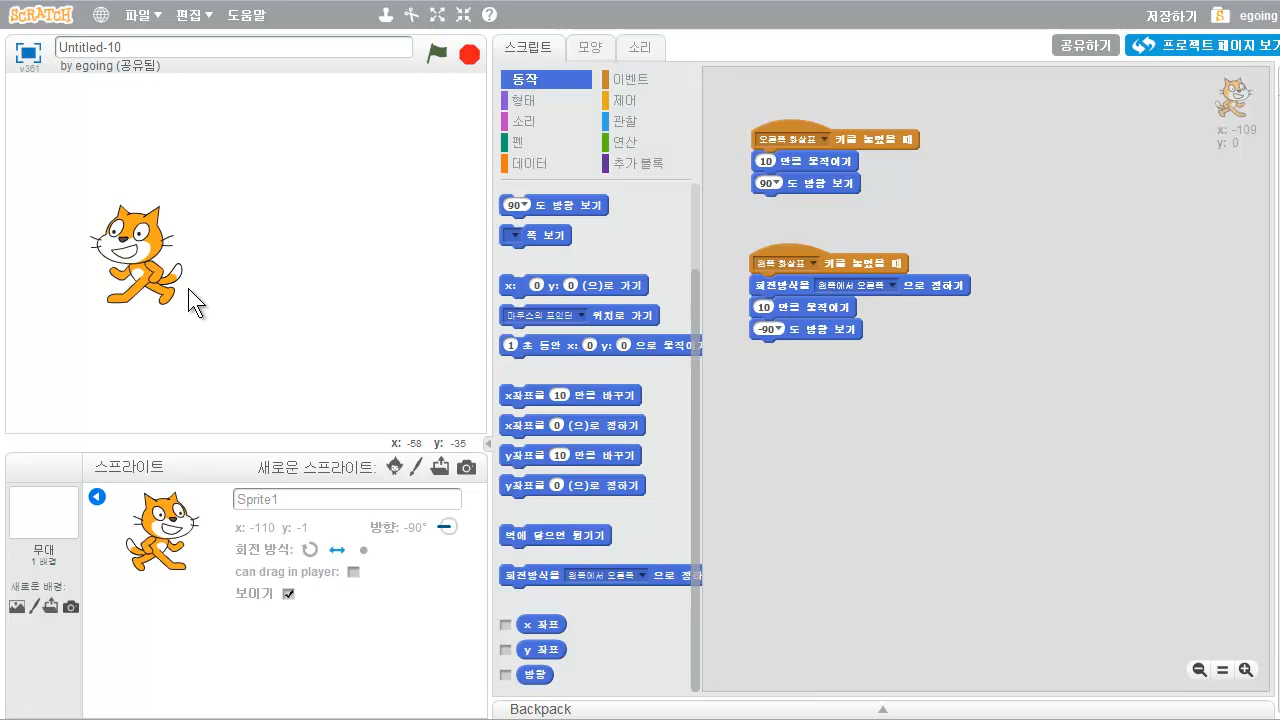 SCRATCH 파일 편집 도움말 저장하기 egoing
v361 Untitled-10
by egoing (공유됨)
스크립트 모양 소리 공유하기 프로젝트 페이지 보기
동작 이벤트
형태 제어
소리 관찰
펜 연산
데이터 추가 블록
90 도 방향 보기
쪽 보기
x: 0 y: 0 (으)로 가기
마우스의 포인터 위치로 가기
1 초 동안 x: 0 y: 0 으로 움직이기
x좌표를 10 만큼 바꾸기
x좌표를 0 (으)로 정하기
y좌표를 10 만큼 바꾸기
y좌표를 0 (으)로 정하기
벽에 닿으면 튕기기
회전방식을 왼쪽에서 오른쪽 으로 정하
x 좌표
y 좌표
방향
x: -109
y: 0
오른쪽 화살표 키를 눌렀을 때
10 만큼 움직이기
90 도 방향 보기
왼쪽 화살표 키를 눌렀을 때
회전방식을 왼쪽에서 오른쪽 으로 정하기
10 만큼 움직이기
-90 도 방향 보기
x: -58 y: -35
스프라이트 새로운 스프라이트:
Sprite1
x: -110 y: -1 방향: -90°
회전 방식:
can drag in player:
보이기
무대
1 배경
새로운 배경:
Backpack